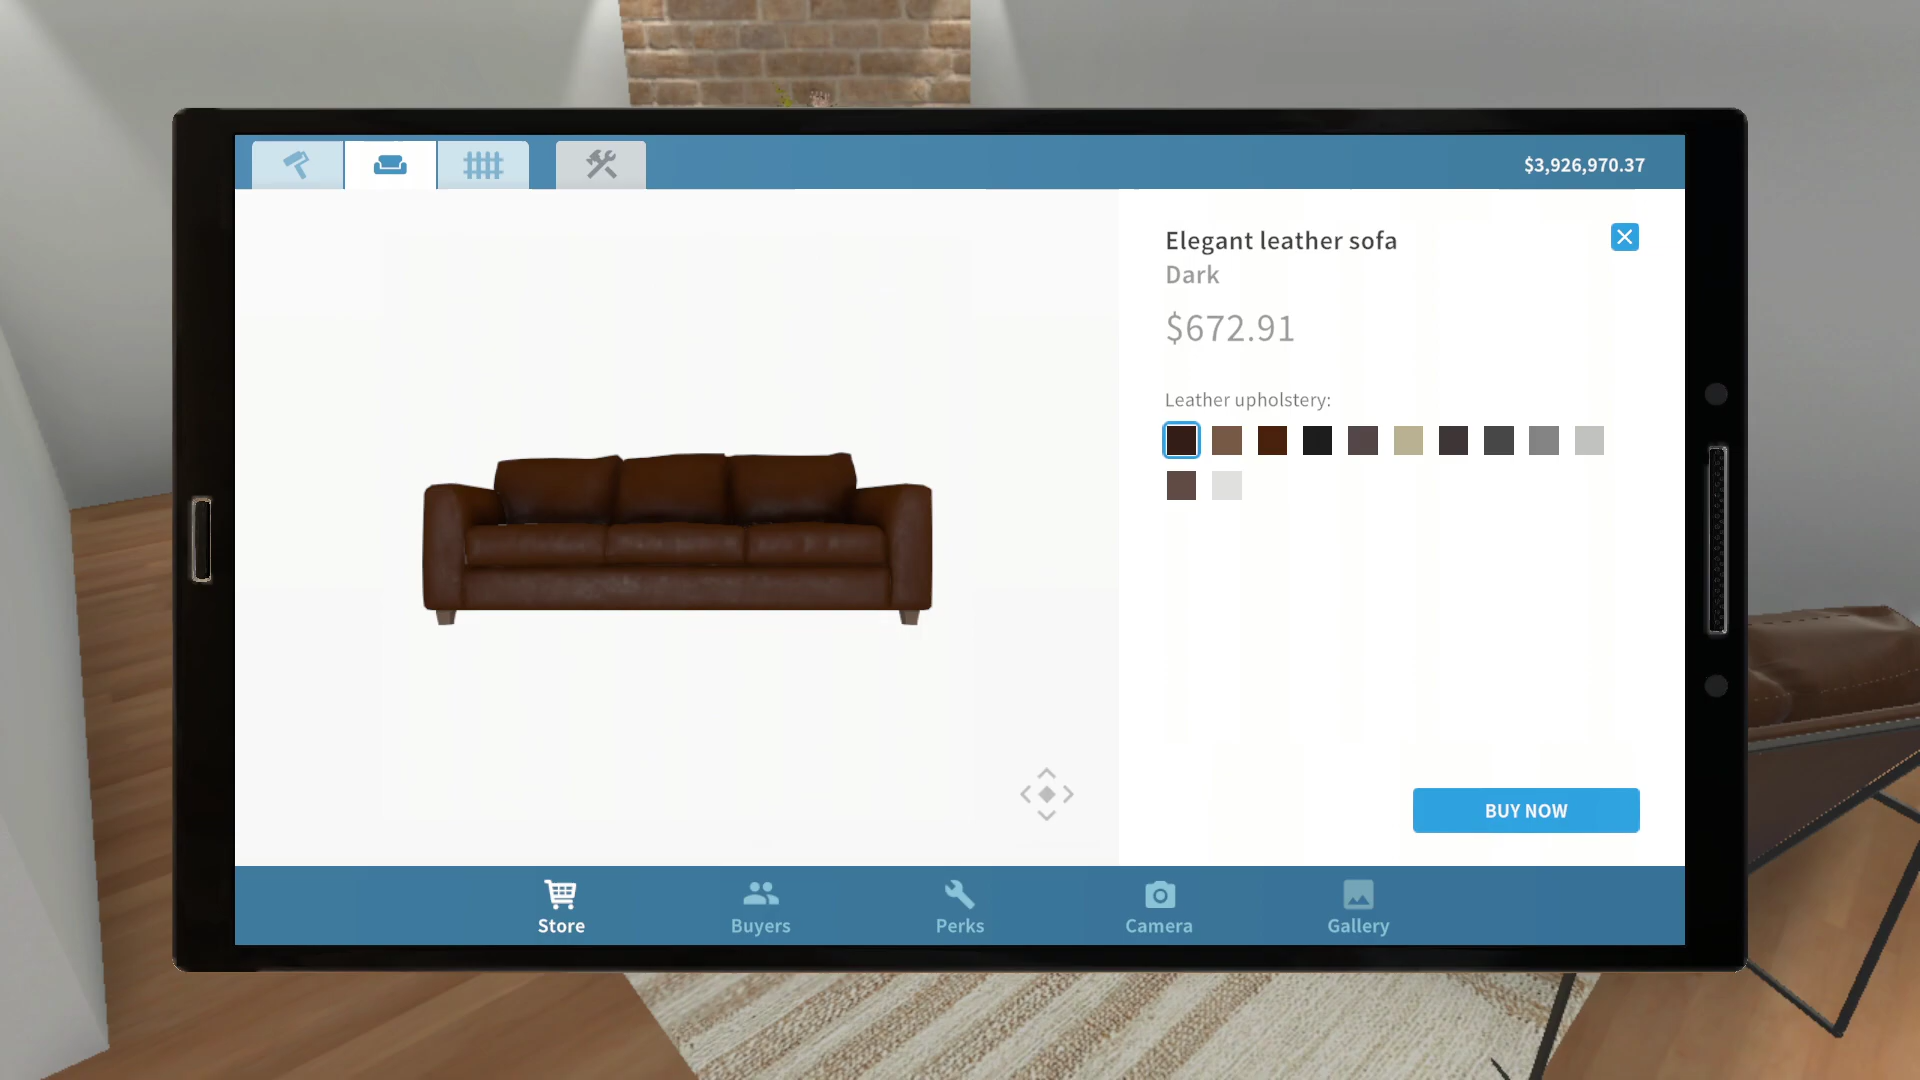 $3,926,970.37
Elegant leather sofa
Dark
$672.91
Leather upholstery:
BUY NOW
Store
Buyers
Perks
Camera
Gallery